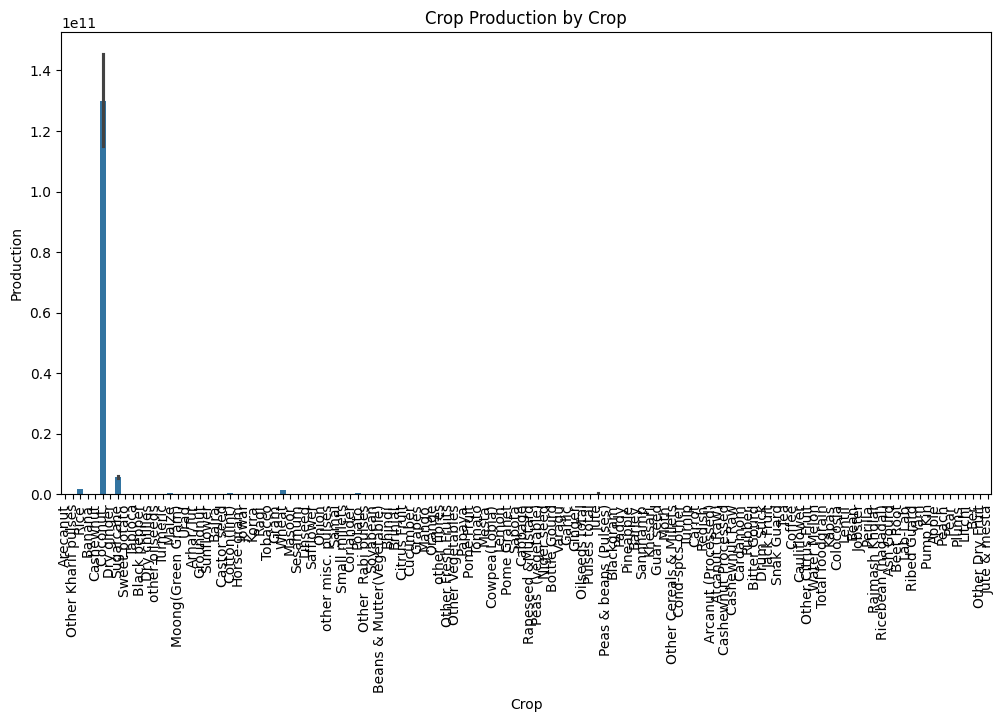 Crop Production by Crop
1e11
1.4
1.2
1.0
0.8
0.6
0.4
0.2
0.0
Production
Arecanut
Other Kharif pulses
Rice
Banana
Cashewnut
Coconut
Dry ginger
Sugarcane
Sweet potato
Tapioca
Black pepper
Dry chillies
other oilseeds
Turmeric
Maize
Moong(Green Gram)
Urad
Arhar/Tur
Groundnut
Sunflower
Bajra
Castor seed
Cotton(lint)
Horse-gram
Jowar
Korra
Ragi
Tobacco
Gram
Wheat
Masoor
Sesamum
Linseed
Safflower
Onion
other misc. pulses
Samai
Small millets
Coriander
Potato
Other Rabi pulses
Soyabean
Beans & Mutter(Vegetable)
Bhindi
Brinjal
Citrus Fruit
Cucumber
Grapes
Mango
Orange
other fibres
Other Fresh Fruits
Other Vegetables
Papaya
Pome Fruit
Tomato
Mesta
Cowpea(Lobia)
Lemon
Pome Granet
Sapota
Cabbage
Rapeseed &Mustard
Peas (vegetable)
Niger seed
Bottle Gourd
Varagu
Garlic
Ginger
Oilseeds total
Pulses total
Jute
Peas & beans (Pulses)
Blackgram
Paddy
Pineapple
Barley
Sannhamp
Khesari
Guar seed
Moth
Other Cereals & Millets
Cond-spcs other
Turnip
Carrot
Redish
Arcanut (Processed)
Atcanut (Raw)
Cashewnut Processed
Cashewnut Raw
Cardamom
Rubber
Bitter Gourd
Drum Stick
Jack Fruit
Snak Guard
Tea
Coffee
Cauliflower
Other Citrus Fruit
Water Melon
Total foodgrain
Kapas
Colocosia
Lentil
Bean
Jobster
Perilla
Rajmash Kholar
Ricebean (nagadal)
Ash Gourd
Beet Root
Lab-Lab
Ribed Guard
Yam
Pumpkin
Apple
Peach
Pear
Plums
Litchi
Ber
Other Dry Fruit
Jute & mesta
Crop